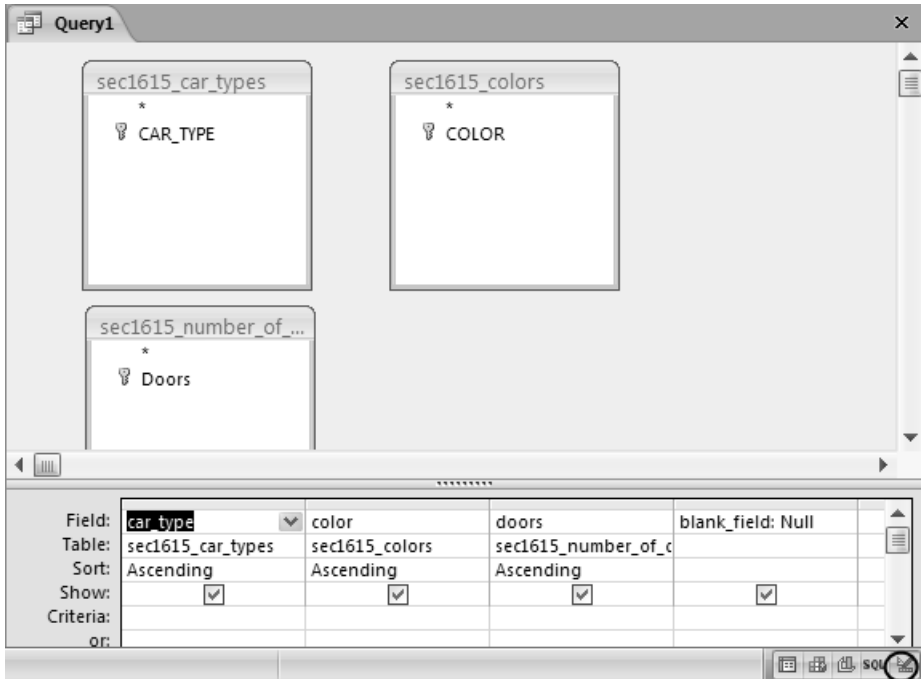 Query1
sec1615_car_types
*
CAR_TYPE
sec1615_colors
*
COLOR
sec1615_number_of_...
*
Doors
Field: car_type color doors blank_field: Null
Table: sec1615_car_types sec1615_colors sec1615_number_of_c
Sort: Ascending Ascending Ascending
Show:
Criteria:
or:
SQL